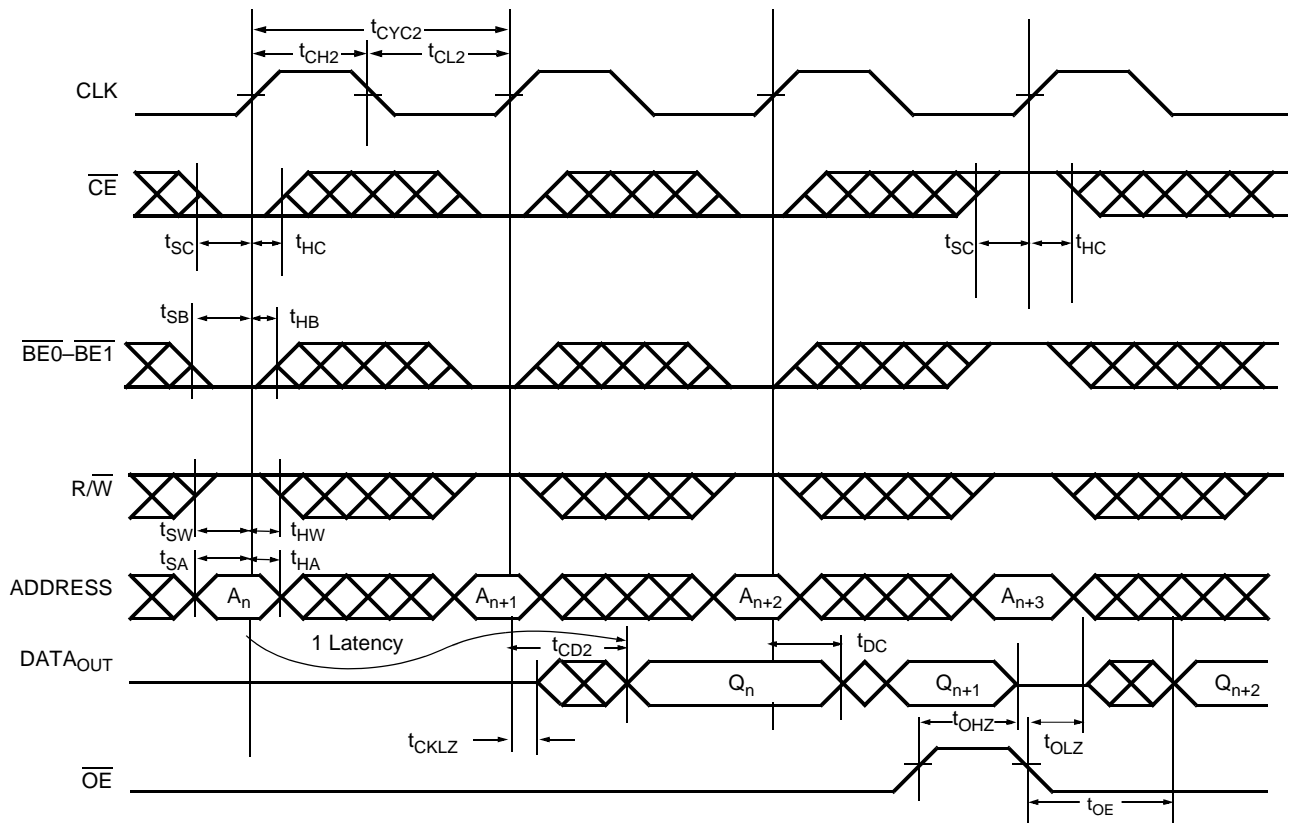 tCYC2
tCH2
tCL2
CLK
CE
tSC
tHC
tSC
tHC
tSB
tHB
BE0–BE1
R/W
tSW
tHW
tSA
tHA
ADDRESS
An
An+1
An+2
An+3
1 Latency
tCD2
tDC
DATAOUT
Qn
Qn+1
Qn+2
tOHZ
tCKLZ
tOLZ
OE
tOE